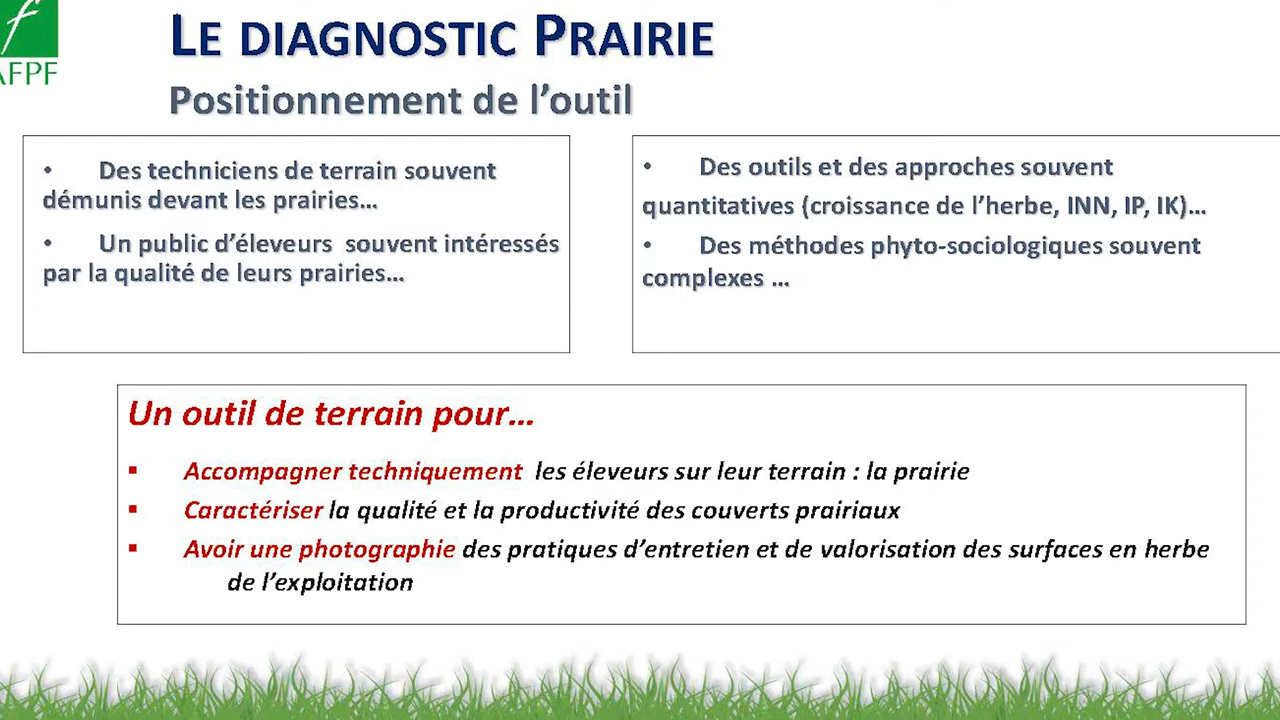 f
AFPF
LE DIAGNOSTIC PRAIRIE
Positionnement de l’outil
• Des techniciens de terrain souvent
démunis devant les prairies…
• Un public d’éleveurs souvent intéressés
par la qualité de leurs prairies…
• Des outils et des approches souvent
quantitatives (croissance de l’herbe, INN, IP, IK)…
• Des méthodes phyto-sociologiques souvent
complexes …
Un outil de terrain pour…
▪ Accompagner techniquement les éleveurs sur leur terrain : la prairie
▪ Caractériser la qualité et la productivité des couverts prairiaux
▪ Avoir une photographie des pratiques d’entretien et de valorisation des surfaces en herbe
de l’exploitation